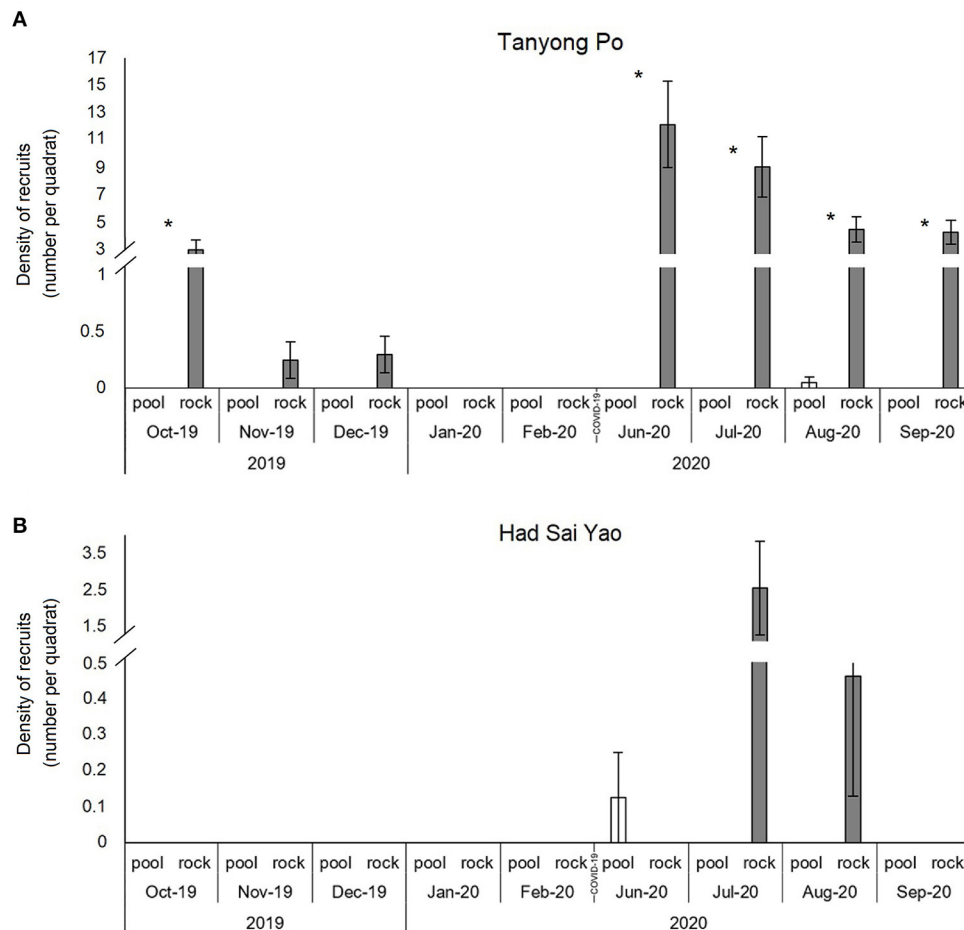 A
Tanyong Po
Density of recruits
(number per quadrat)
17
15
13
11
9
7
5
3
1
0.5
0
* * * * *
pool rock pool rock pool rock pool rock pool rock pool rock pool rock pool rock pool rock
Oct-19 Nov-19 Dec-19 Jan-20 Feb-20 –COVID-19– Jun-20 Jul-20 Aug-20 Sep-20
2019 2020
B
Had Sai Yao
Density of recruits
(number per quadrat)
3.5
2.5
1.5
0.5
0.4
0.3
0.2
0.1
0
pool rock pool rock pool rock pool rock pool rock pool rock pool rock pool rock pool rock
Oct-19 Nov-19 Dec-19 Jan-20 Feb-20 –COVID-19– Jun-20 Jul-20 Aug-20 Sep-20
2019 2020